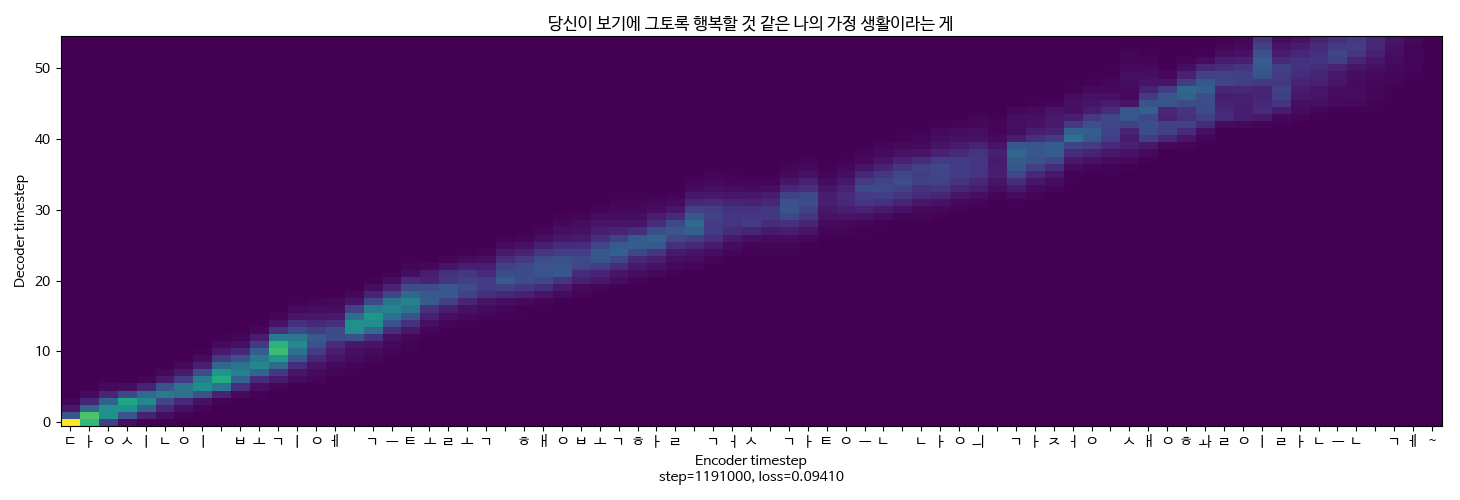 당신이 보기에 그토록 행복할 것 같은 나의 가정 생활이라는 게
50
40
30
20
10
0
Decoder timestep
ㄷ ㅏ ㅇ ㅅ ㅣ ㄴ ㅇ ㅣ ㅂ ㅗ ㄱ ㅣ ㅇ ㅔ ㄱ ㅡ ㅌ ㅗ ㄹ ㅗ ㄱ ㅎ ㅐ ㅇ ㅂ ㅗ ㄱ ㅎ ㅏ ㄹ ㄱ ㅓ ㅅ ㄱ ㅏ ㅌ ㅇ ㅡ ㄴ ㄴ ㅏ ㅇ ㅢ ㄱ ㅏ ㅈ ㅓ ㅇ ㅅ ㅐ ㅇ ㅎ ㅘ ㄹ ㅇ ㅣ ㄹ ㅏ ㄴ ㅡ ㄴ ㄱ ㅔ ~
Encoder timestep
step=1191000, loss=0.09410